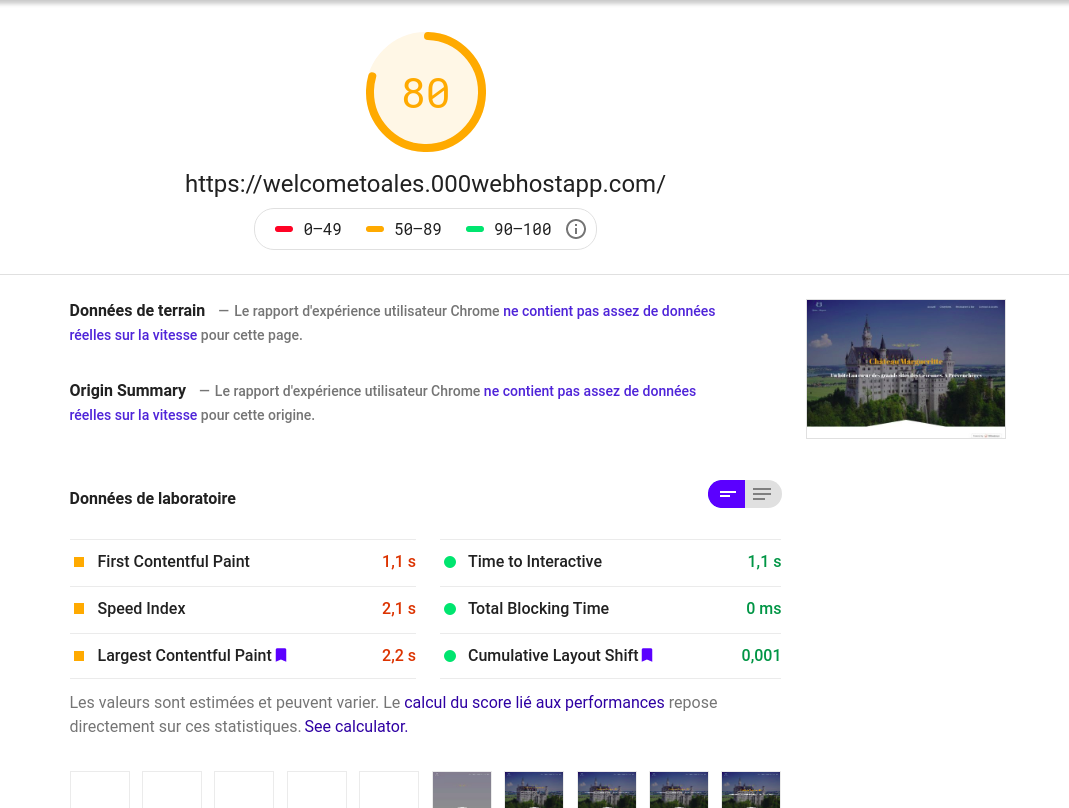 80
https://welcometoales.000webhostapp.com/
0–49 50–89 90–100
Données de terrain — Le rapport d'expérience utilisateur Chrome ne contient pas assez de données
réelles sur la vitesse pour cette page.
Origin Summary — Le rapport d'expérience utilisateur Chrome ne contient pas assez de données
réelles sur la vitesse pour cette origine.
Données de laboratoire
First Contentful Paint 1,1 s
Time to Interactive 1,1 s
Speed Index 2,1 s
Total Blocking Time 0 ms
Largest Contentful Paint 2,2 s
Cumulative Layout Shift 0,001
Les valeurs sont estimées et peuvent varier. Le calcul du score lié aux performances repose
directement sur ces statistiques. See calculator.